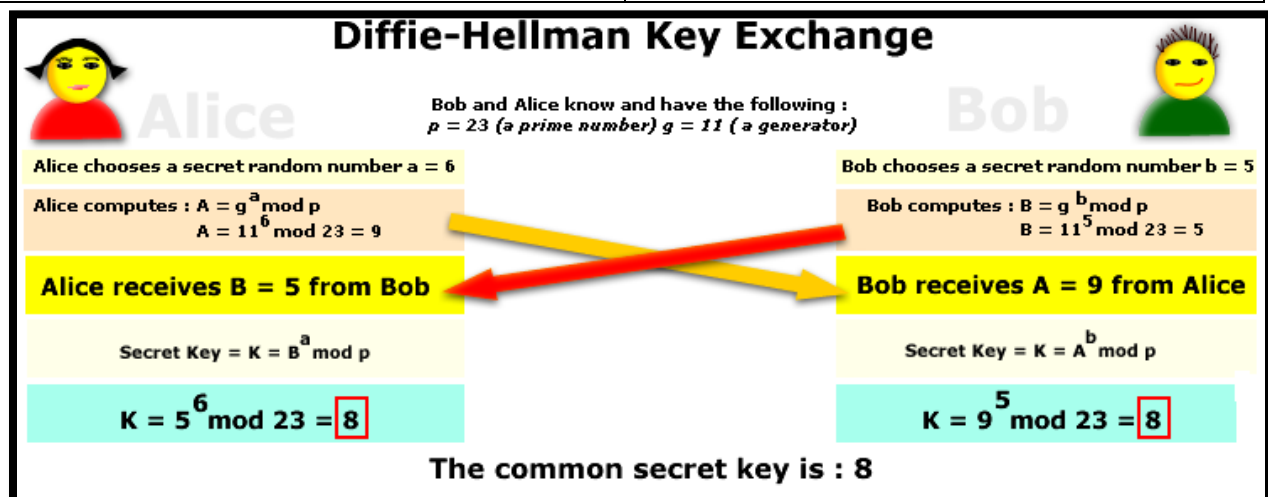 Diffie-Hellman Key Exchange
Alice
Bob
Bob and Alice know and have the following :
p = 23 (a prime number) g = 11 ( a generator)
Alice chooses a secret random number a = 6
Bob chooses a secret random number b = 5
Alice computes : A = g^a mod p
A = 11^6 mod 23 = 9
Bob computes : B = g^b mod p
B = 11^5 mod 23 = 5
Alice receives B = 5 from Bob
Bob receives A = 9 from Alice
Secret Key = K = B^a mod p
Secret Key = K = A^b mod p
K = 5^6 mod 23 = 8
K = 9^5 mod 23 = 8
The common secret key is : 8